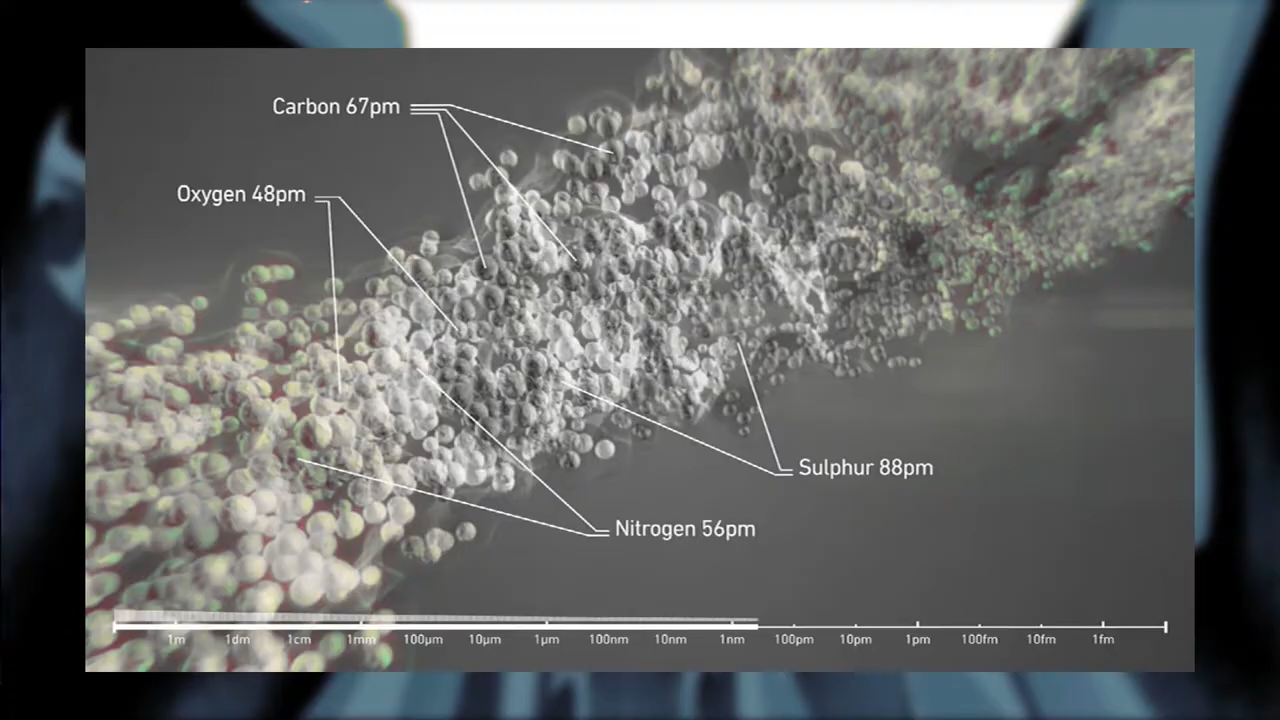 Carbon 67pm
Oxygen 48pm
Sulphur 88pm
Nitrogen 56pm
1m 1dm 1cm 1mm 100µm 10µm 1µm 100nm 10nm 1nm 100pm 10pm 1pm 100fm 10fm 1fm